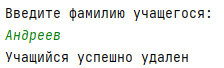 Введите фамилию учащегося:
Андреев
Учащийся успешно удален